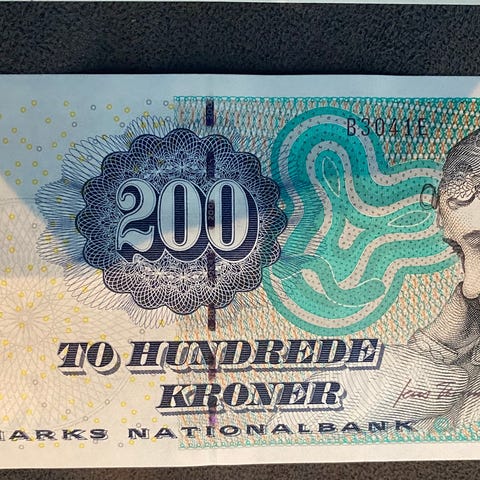 B3041E
200
TO HUNDREDE
KRONER
MARKS NATIONALBANK